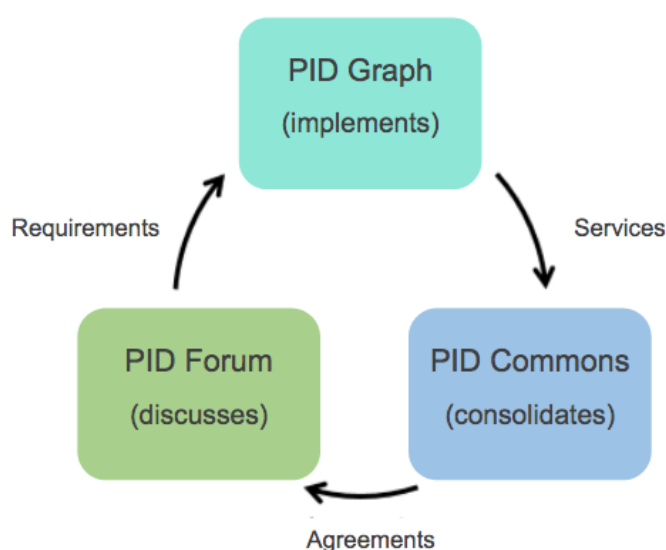 PID Graph
(implements)
Requirements
Services
PID Forum
(discusses)
PID Commons
(consolidates)
Agreements